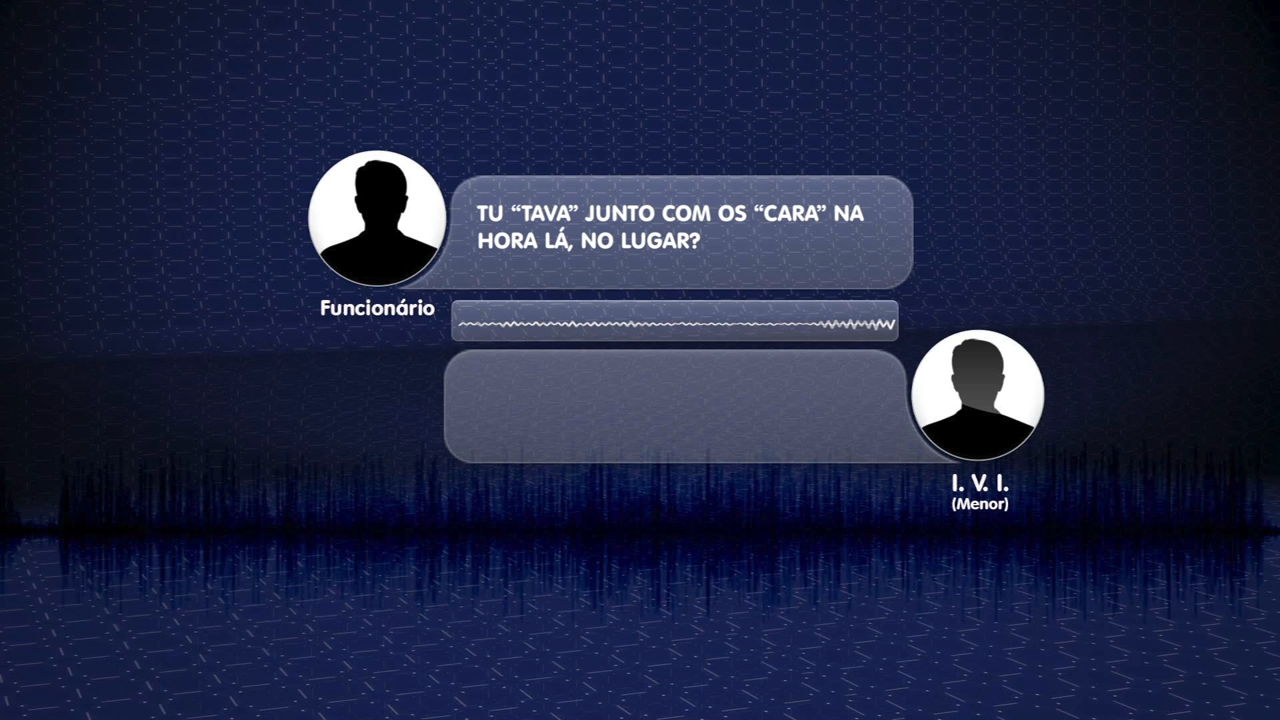 TU “TAVA” JUNTO COM OS “CARA” NA
HORA LÁ, NO LUGAR?
Funcionário
I. V. I.
(Menor)